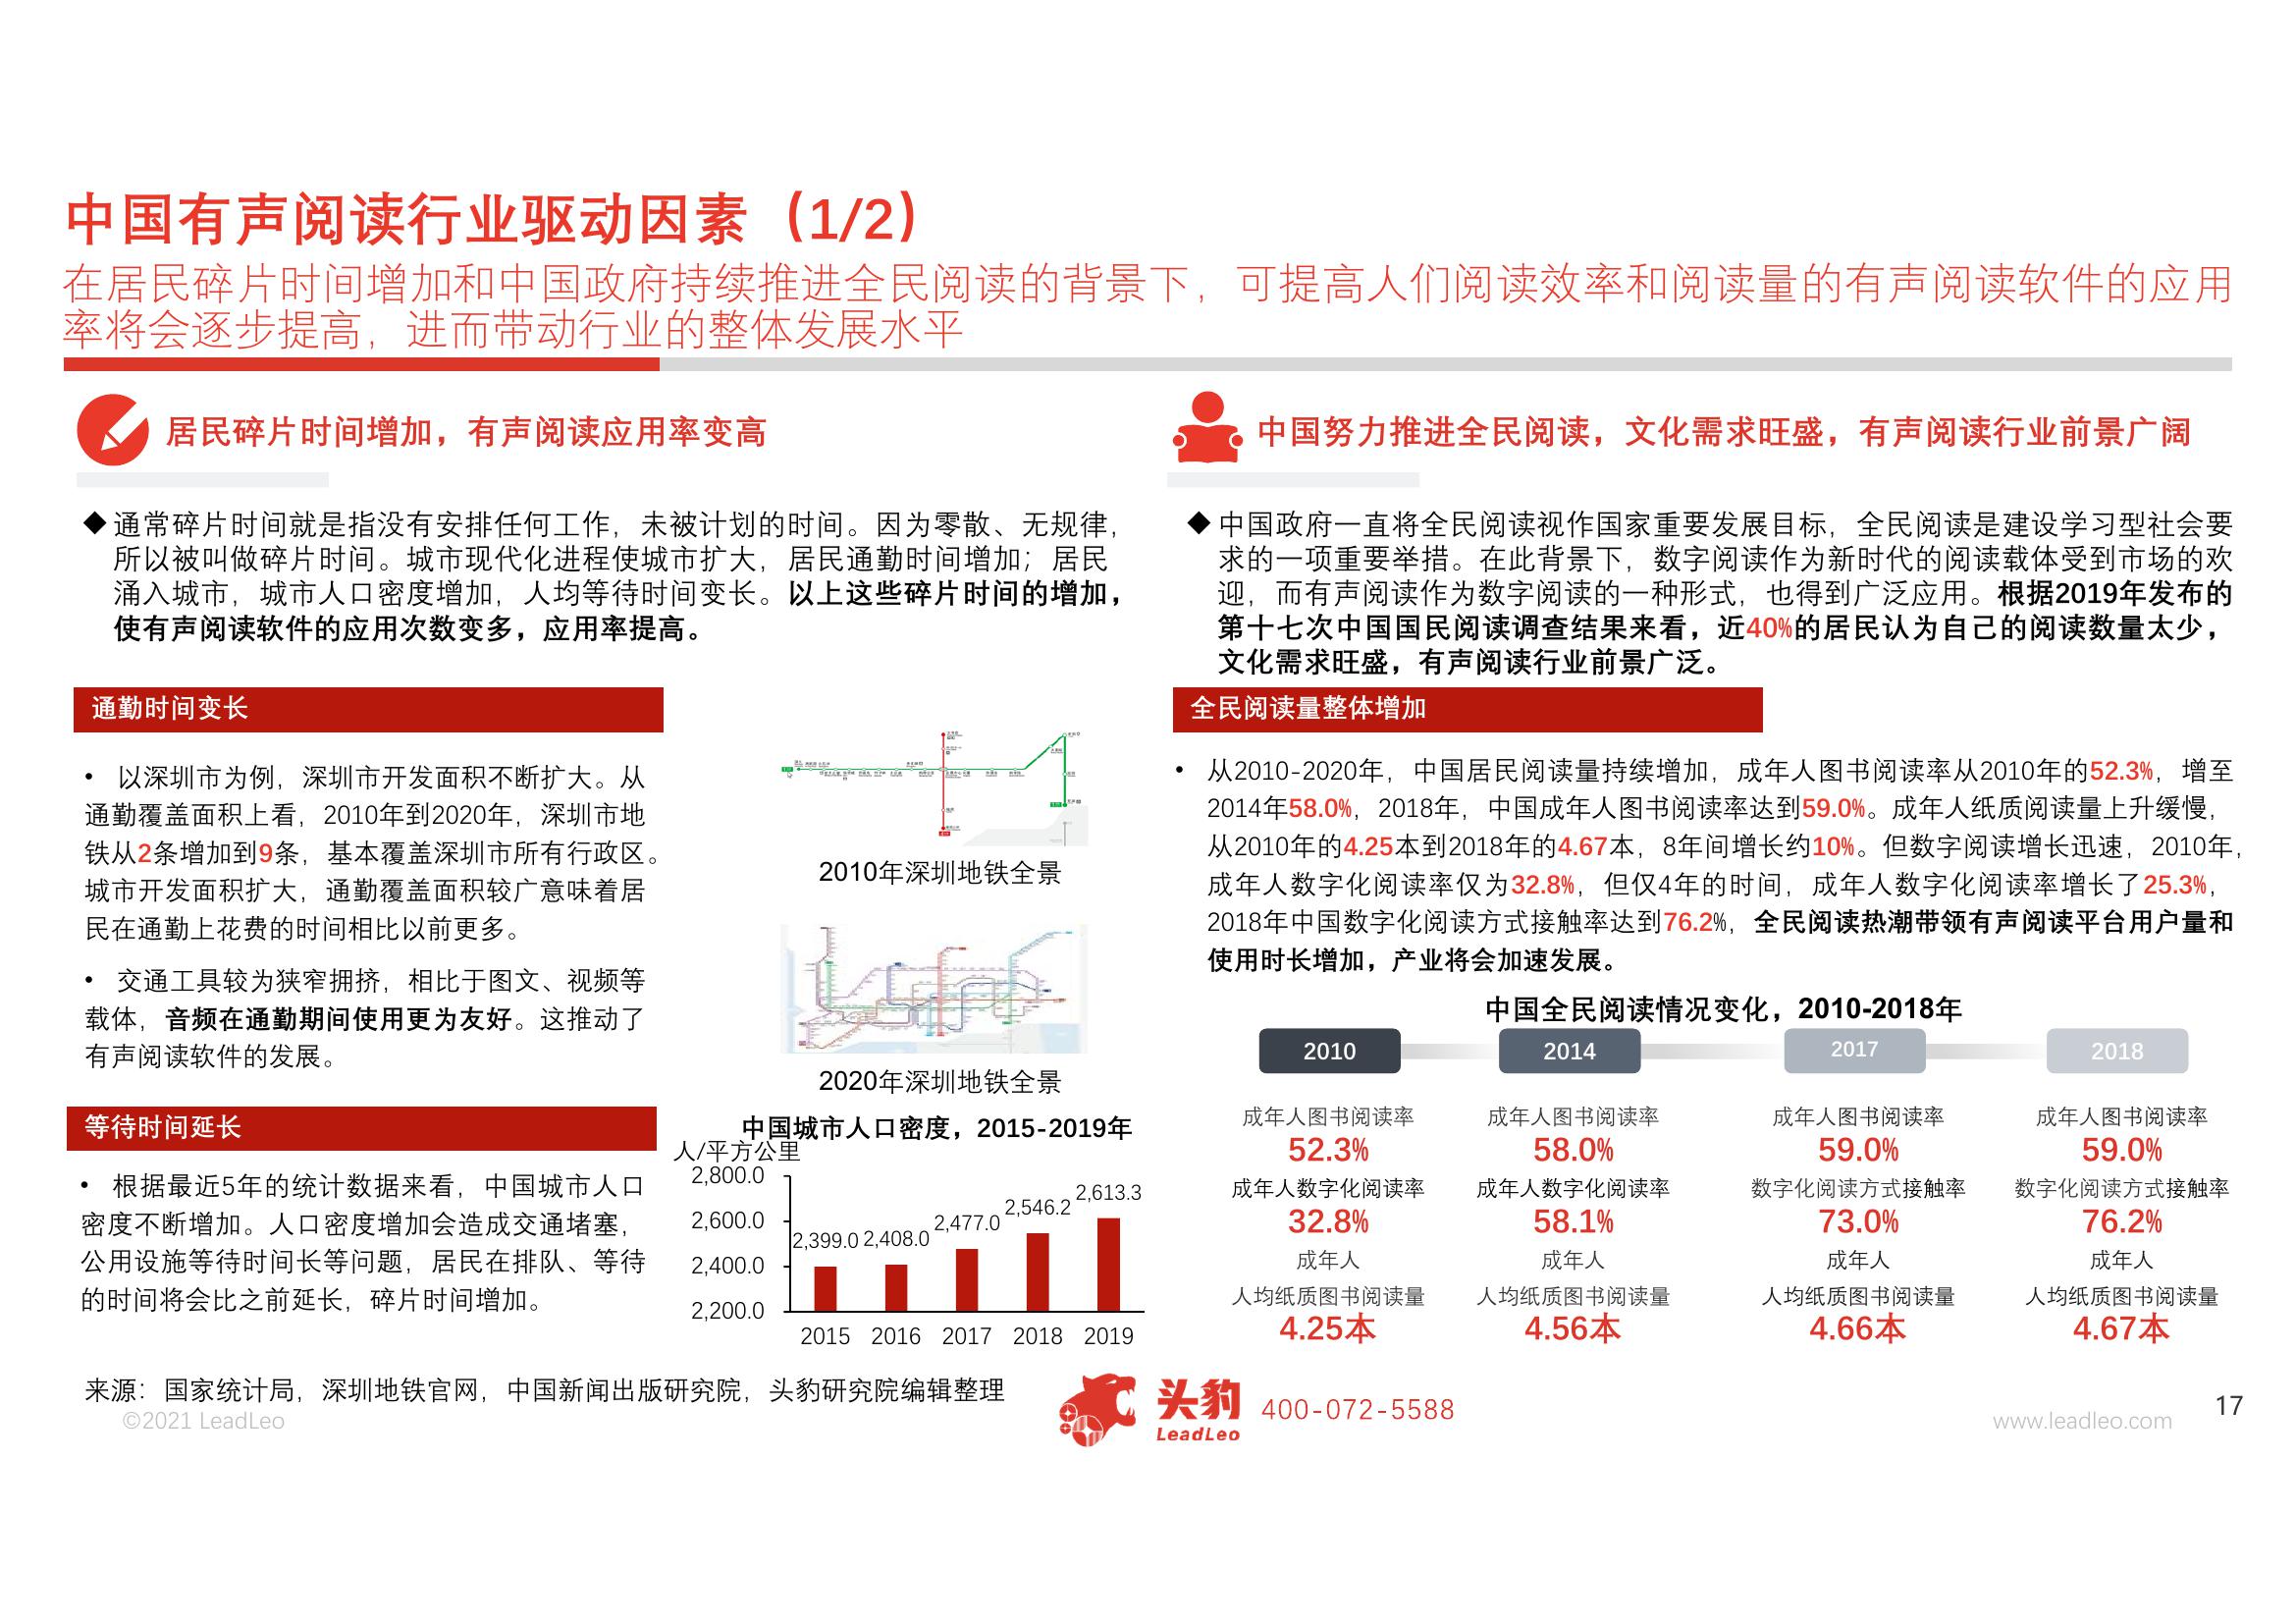 中国有声阅读行业驱动因素（1/2）
在居民碎片时间增加和中国政府持续推进全民阅读的背景下，可提高人们阅读效率和阅读量的有声阅读软件的应用
率将会逐步提高，进而带动行业的整体发展水平
居民碎片时间增加，有声阅读应用率变高
◆通常碎片时间就是指没有安排任何工作，未被计划的时间。因为零散、无规律，
所以被叫做碎片时间。城市现代化进程使城市扩大，居民通勤时间增加；居民
涌入城市，城市人口密度增加，人均等待时间变长。以上这些碎片时间的增加，
使有声阅读软件的应用次数变多，应用率提高。
通勤时间变长
• 以深圳市为例，深圳市开发面积不断扩大。从
通勤覆盖面积上看，2010年到2020年，深圳市地
铁从2条增加到9条，基本覆盖深圳市所有行政区。
城市开发面积扩大，通勤覆盖面积较广意味着居
民在通勤上花费的时间相比以前更多。
• 交通工具较为狭窄拥挤，相比于图文、视频等
载体，音频在通勤期间使用更为友好。这推动了
有声阅读软件的发展。
2010年深圳地铁全景
2020年深圳地铁全景
等待时间延长
• 根据最近5年的统计数据来看，中国城市人口
密度不断增加。人口密度增加会造成交通堵塞，
公用设施等待时间长等问题，居民在排队、等待
的时间将会比之前延长，碎片时间增加。
中国城市人口密度，2015-2019年
人/平方公里
2,800.0
2,600.0
2,400.0
2,200.0
2,399.0 2,408.0 2,477.0 2,546.2 2,613.3
2015 2016 2017 2018 2019
中国努力推进全民阅读，文化需求旺盛，有声阅读行业前景广阔
◆中国政府一直将全民阅读视作国家重要发展目标，全民阅读是建设学习型社会要
求的一项重要举措。在此背景下，数字阅读作为新时代的阅读载体受到市场的欢
迎，而有声阅读作为数字阅读的一种形式，也得到广泛应用。根据2019年发布的
第十七次中国国民阅读调查结果来看，近40%的居民认为自己的阅读数量太少，
文化需求旺盛，有声阅读行业前景广泛。
全民阅读量整体增加
• 从2010-2020年，中国居民阅读量持续增加，成年人图书阅读率从2010年的52.3%，增至
2014年58.0%，2018年，中国成年人图书阅读率达到59.0%。成年人纸质阅读量上升缓慢，
从2010年的4.25本到2018年的4.67本，8年间增长约10%。但数字阅读增长迅速，2010年，
成年人数字化阅读率仅为32.8%，但仅4年的时间，成年人数字化阅读率增长了25.3%，
2018年中国数字化阅读方式接触率达到76.2%，全民阅读热潮带领有声阅读平台用户量和
使用时长增加，产业将会加速发展。
中国全民阅读情况变化，2010-2018年
2010 2014 2017 2018
成年人图书阅读率 成年人图书阅读率 成年人图书阅读率 成年人图书阅读率
52.3% 58.0% 59.0% 59.0%
成年人数字化阅读率 成年人数字化阅读率 数字化阅读方式接触率 数字化阅读方式接触率
32.8% 58.1% 73.0% 76.2%
成年人 成年人 成年人 成年人
人均纸质图书阅读量 人均纸质图书阅读量 人均纸质图书阅读量 人均纸质图书阅读量
4.25本 4.56本 4.66本 4.67本
来源：国家统计局，深圳地铁官网，中国新闻出版研究院，头豹研究院编辑整理
©2021 LeadLeo
头豹
LeadLeo
400-072-5588
www.leadleo.com
17